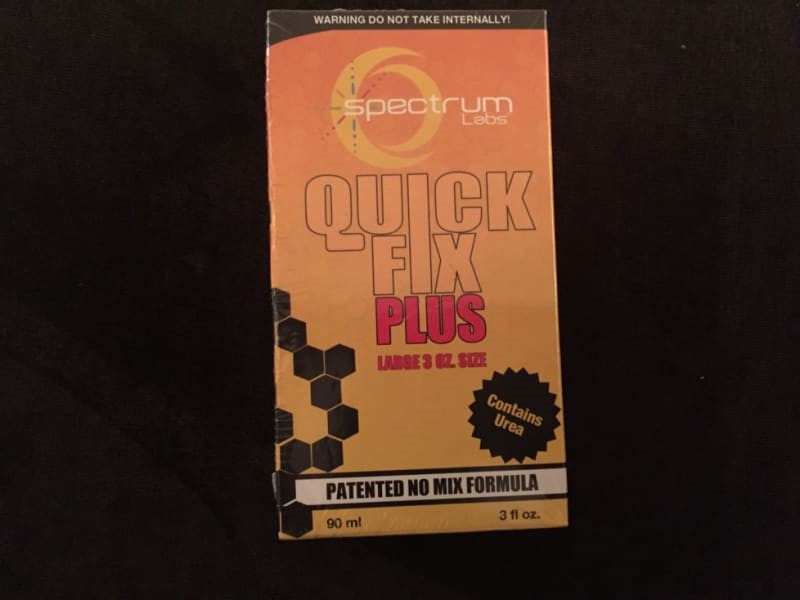 WARNING DO NOT TAKE INTERNALLY!
spectrum
Labs
QUICK
FIX
PLUS
LARGE 3 OZ. SIZE
Contains
Urea
PATENTED NO MIX FORMULA
90 ml
3 fl oz.